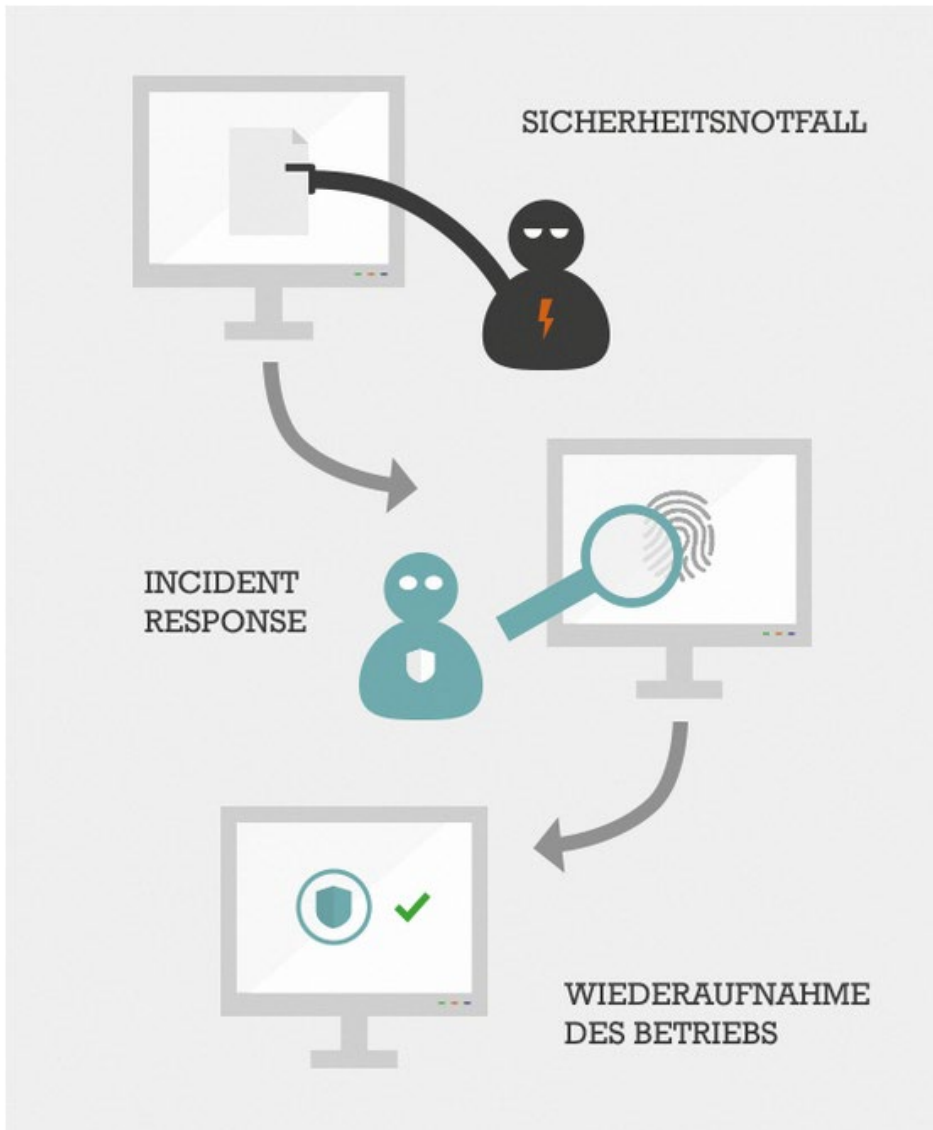 SICHERHEITSNOTFALL
INCIDENT
RESPONSE
WIEDERAUFNAHME
DES BETRIEBS